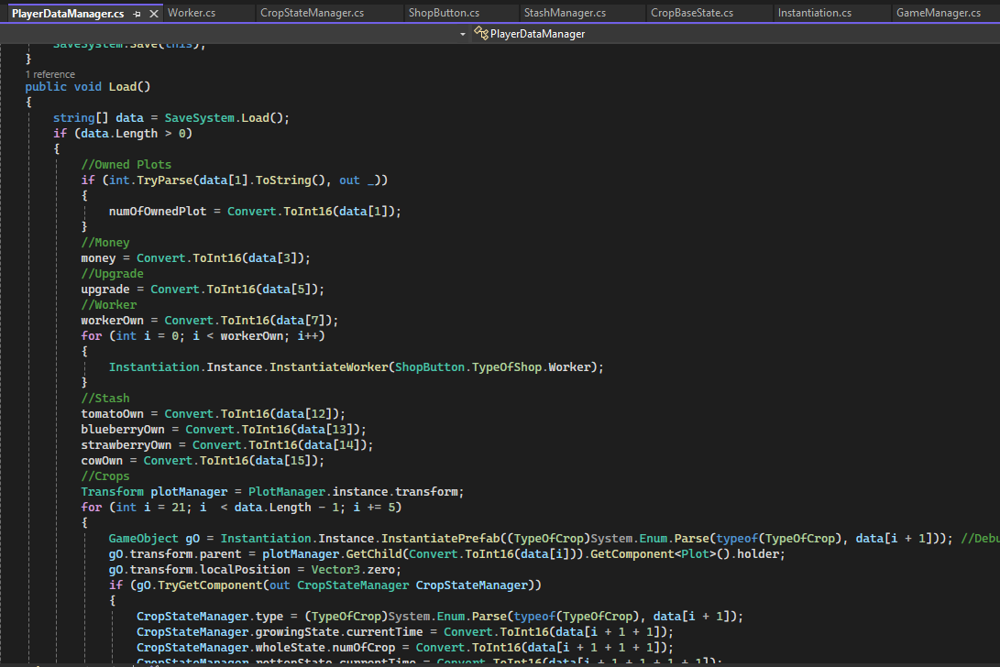 PlayerDataManager.cs Worker.cs CropStateManager.cs ShopButton.cs StashManager.cs CropBaseState.cs Instantiation.cs GameManager.cs
PlayerDataManager
SaveSystem.Save(this);
}
1 reference
public void Load()
{
string[] data = SaveSystem.Load();
if (data.Length > 0)
{
//Owned Plots
if (int.TryParse(data[1].ToString(), out _))
{
numOfOwnedPlot = Convert.ToInt16(data[1]);
}
//Money
money = Convert.ToInt16(data[3]);
//Upgrade
upgrade = Convert.ToInt16(data[5]);
//Worker
workerOwn = Convert.ToInt16(data[7]);
for (int i = 0; i < workerOwn; i++)
{
Instantiation.Instance.InstantiateWorker(ShopButton.TypeOfShop.Worker);
}
//Stash
tomatoOwn = Convert.ToInt16(data[12]);
blueberryOwn = Convert.ToInt16(data[13]);
strawberryOwn = Convert.ToInt16(data[14]);
cowOwn = Convert.ToInt16(data[15]);
//Crops
Transform plotManager = PlotManager.instance.transform;
for (int i = 21; i  < data.Length - 1; i += 5)
{
GameObject gO = Instantiation.Instance.InstantiatePrefab((TypeOfCrop)System.Enum.Parse(typeof(TypeOfCrop), data[i + 1])); //Debu
gO.transform.parent = plotManager.GetChild(Convert.ToInt16(data[i])).GetComponent<Plot>().holder;
gO.transform.localPosition = Vector3.zero;
if (gO.TryGetComponent(out CropStateManager CropStateManager))
{
CropStateManager.type = (TypeOfCrop)System.Enum.Parse(typeof(TypeOfCrop), data[i + 1]);
CropStateManager.growingState.currentTime = Convert.ToInt16(data[i + 1 + 1]);
CropStateManager.wholeState.numOfCrop = Convert.ToInt16(data[i + 1 + 1 + 1]);
CropStateManager.rottenState.currentTime = Convert.ToInt16(data[i + 1 + 1 + 1 + 1]);